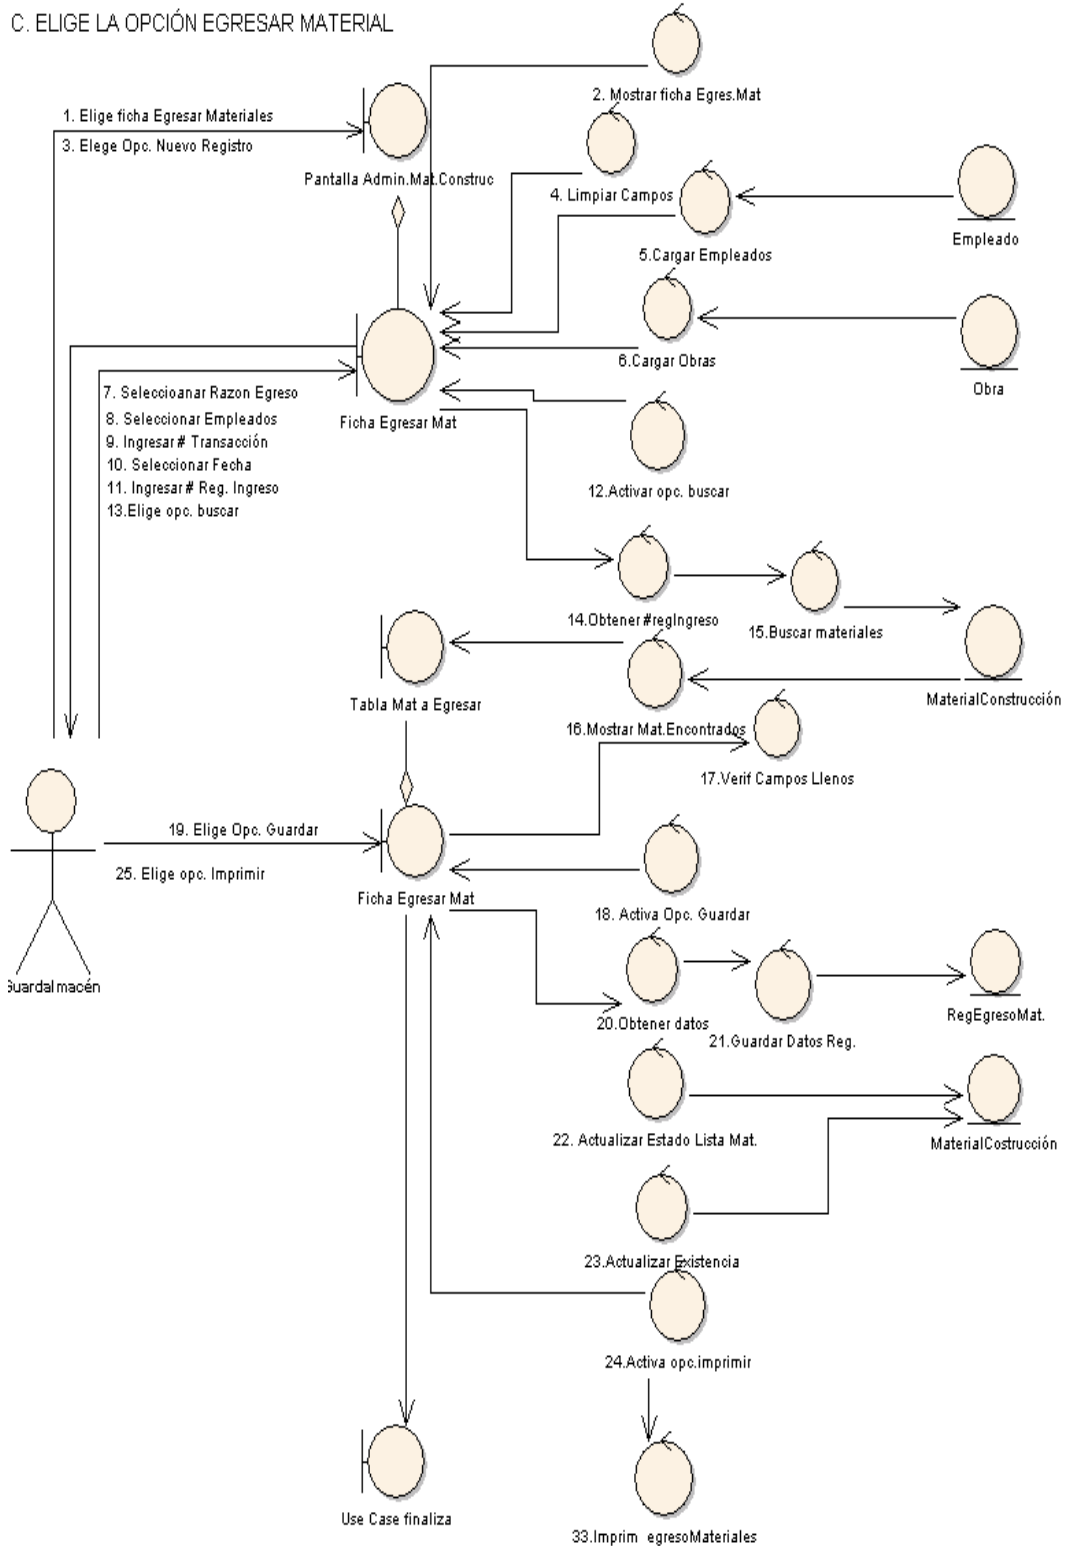 C. ELIGE LA OPCIÓN EGRESAR MATERIAL
2. Mostrar ficha Egres.Mat
1. Elige ficha Egresar Materiales
3. Elege Opc. Nuevo Registro
Pantalla Admin.Mat.Construc
4. Limpiar Campos
5.Cargar Empleados
Empleado
6.Cargar Obras
Obra
Ficha Egresar Mat
7. Seleccioanar Razon Egreso
8. Seleccionar Empleados
9. Ingresar # Transacción
10. Seleccionar Fecha
11. Ingresar # Reg. Ingreso
13.Elige opc. buscar
12.Activar opc. buscar
14.Obtener #regIngreso
15.Buscar materiales
MaterialConstrucción
Tabla Mat a Egresar
16.Mostrar Mat.Encontrados
17.Verif Campos Llenos
19. Elige Opc. Guardar
25. Elige opc. Imprimir
Ficha Egresar Mat
18. Activa Opc. Guardar
Guardalmacén
20.Obtener datos
21.Guardar Datos Reg.
RegEgresoMat.
22. Actualizar Estado Lista Mat.
MaterialCostrucción
23.Actualizar Existencia
24.Activa opc.imprimir
Use Case finaliza
33.Imprim egresoMateriales